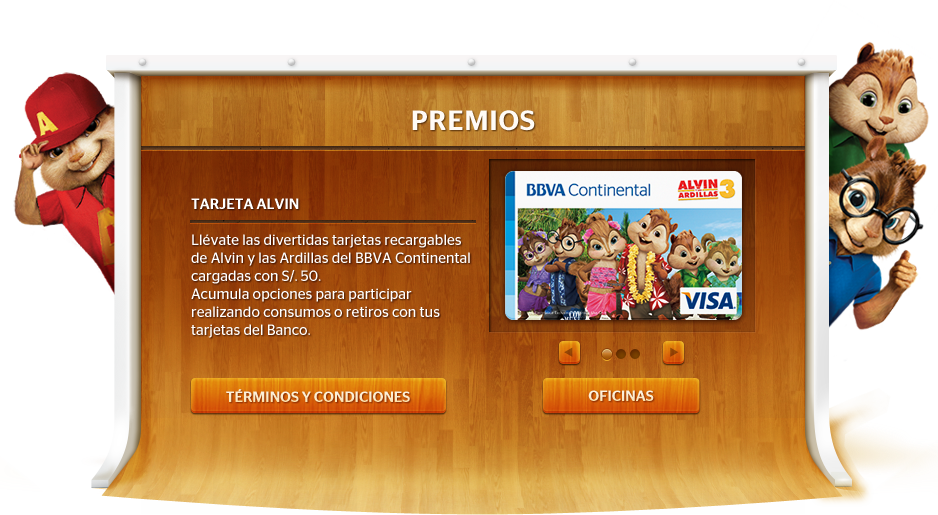 A
PREMIOS
TARJETA ALVIN
Llévate las divertidas tarjetas recargables
de Alvin y las Ardillas del BBVA Continental
cargadas con S/. 50.
Acumula opciones para participar
realizando consumos o retiros con tus
tarjetas del Banco.
BBVA Continental
ALVIN
ARDILLAS
3
VISA
TÉRMINOS Y CONDICIONES
OFICINAS